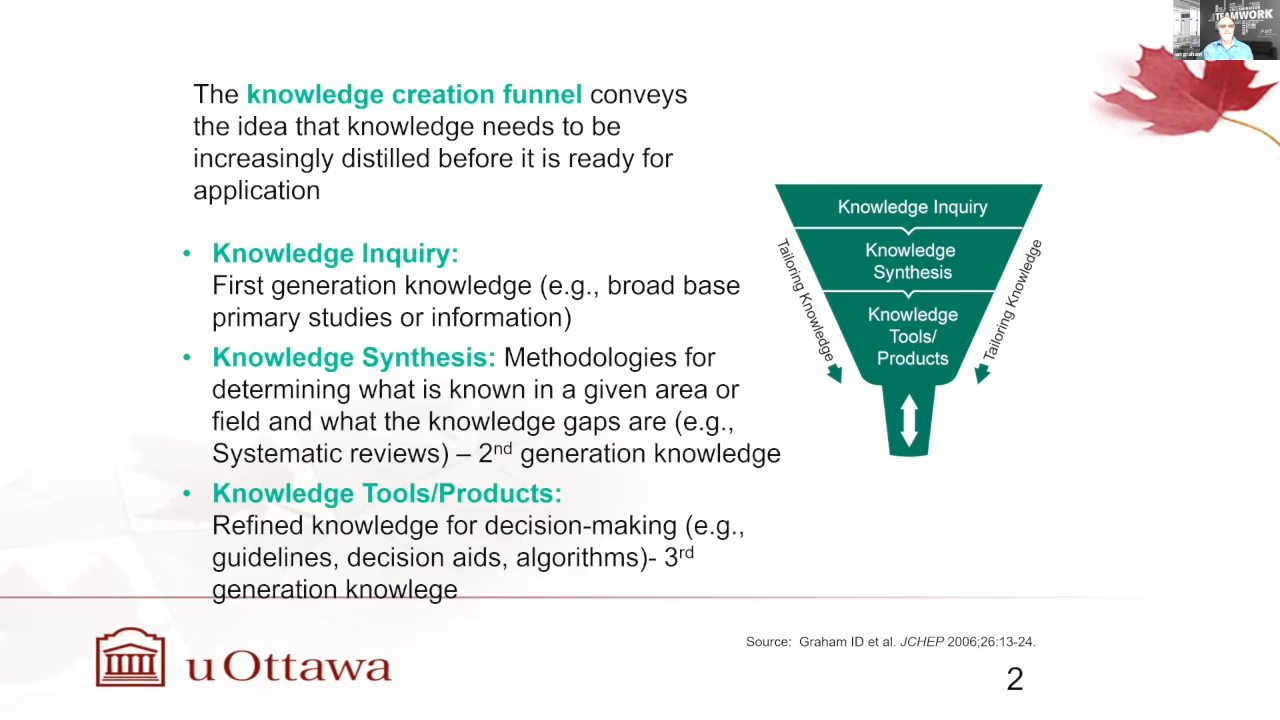 TEAMWORK
ian graham
The knowledge creation funnel conveys
the idea that knowledge needs to be
increasingly distilled before it is ready for
application
• Knowledge Inquiry:
First generation knowledge (e.g., broad base
primary studies or information)
• Knowledge Synthesis: Methodologies for
determining what is known in a given area or
field and what the knowledge gaps are (e.g.,
Systematic reviews) – 2nd generation knowledge
• Knowledge Tools/Products:
Refined knowledge for decision-making (e.g.,
guidelines, decision aids, algorithms)- 3rd
generation knowlege
Knowledge Inquiry
Knowledge
Synthesis
Knowledge
Tools/
Products
Tailoring Knowledge
Tailoring Knowledge
Source: Graham ID et al. JCHEP 2006;26:13-24.
uOttawa
2